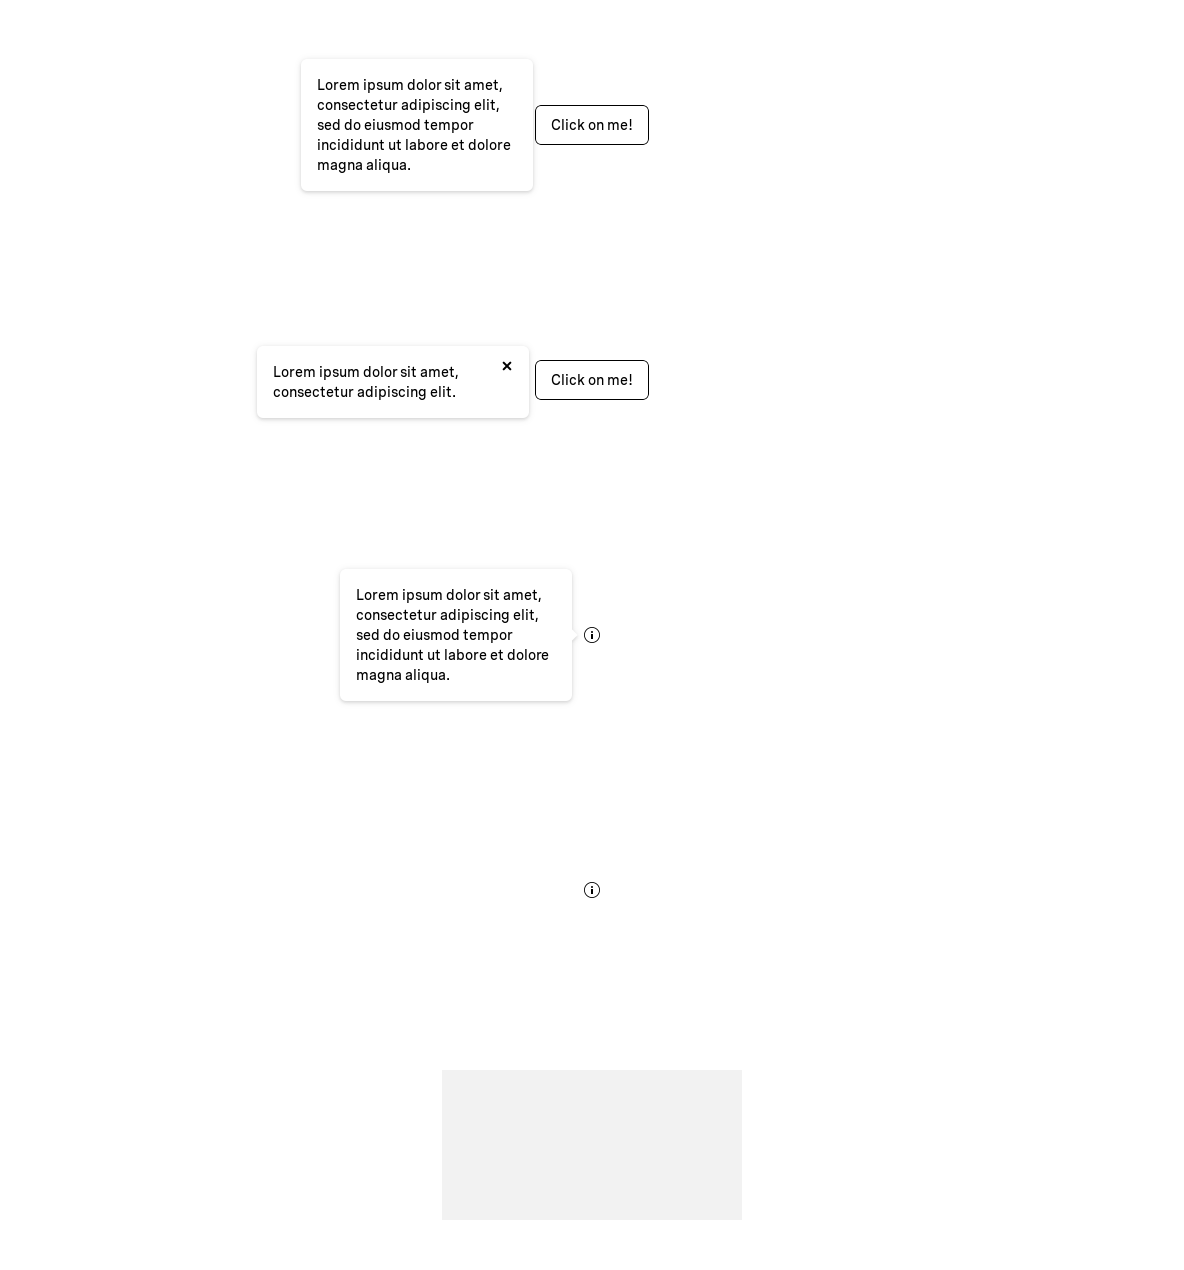 Lorem ipsum dolor sit amet,
consectetur adipiscing elit,
sed do eiusmod tempor
incididunt ut labore et dolore
magna aliqua.
Click on me!
Lorem ipsum dolor sit amet,
consectetur adipiscing elit.
Click on me!
Lorem ipsum dolor sit amet,
consectetur adipiscing elit,
sed do eiusmod tempor
incididunt ut labore et dolore
magna aliqua.